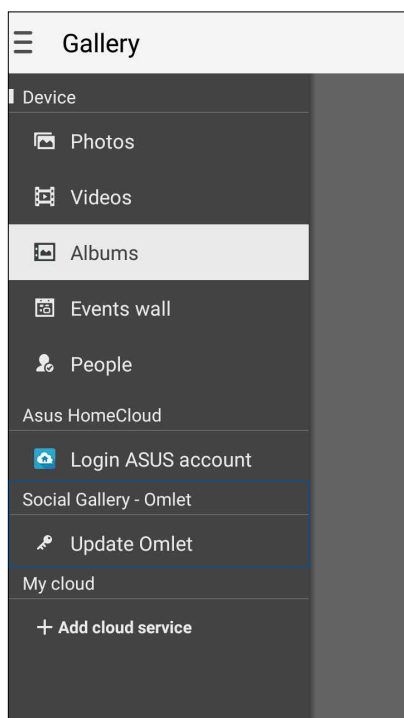 Gallery
Device
Photos
Videos
Albums
Events wall
People
Asus HomeCloud
Login ASUS account
Social Gallery - Omlet
Update Omlet
My cloud
+ Add cloud service